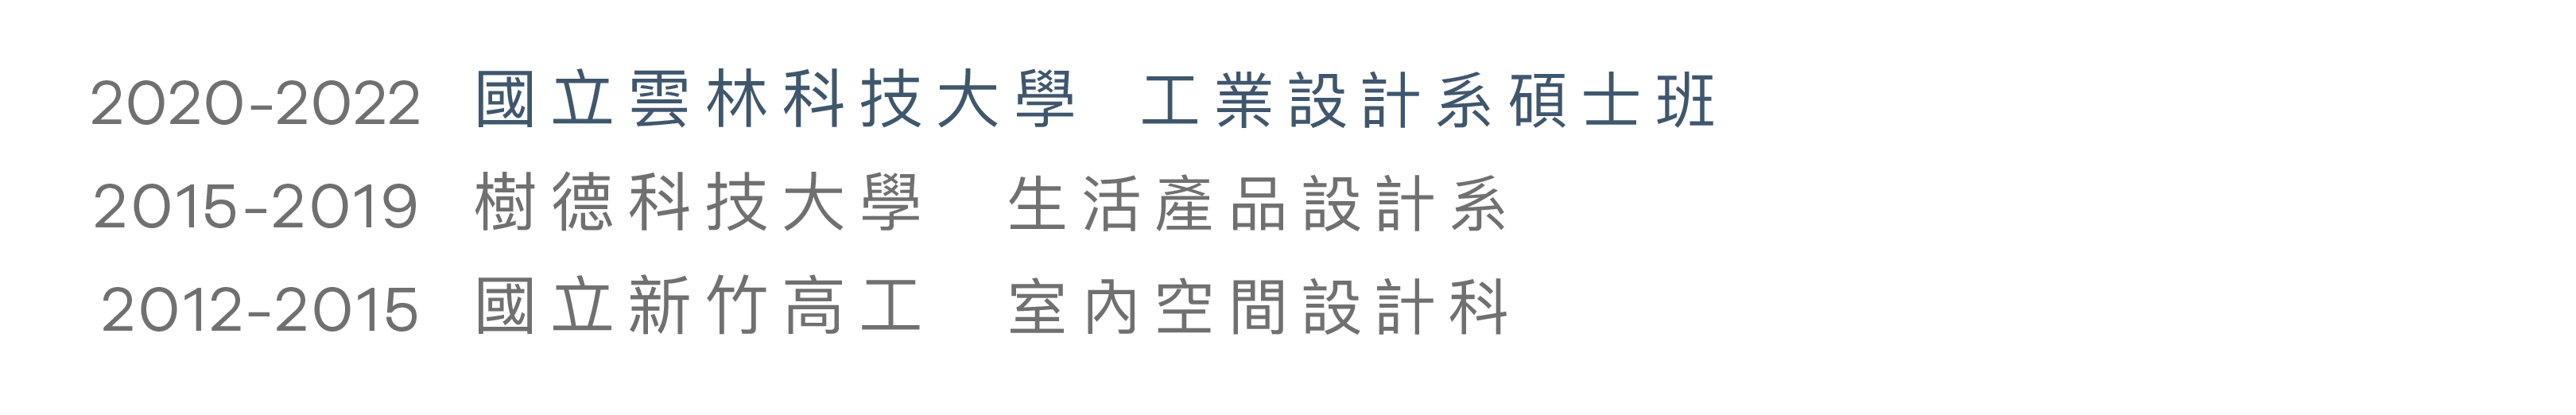 2020-2022 國立雲林科技大學 工業設計系碩士班
2015-2019 樹德科技大學 生活產品設計系
2012-2015 國立新竹高工 室內空間設計科